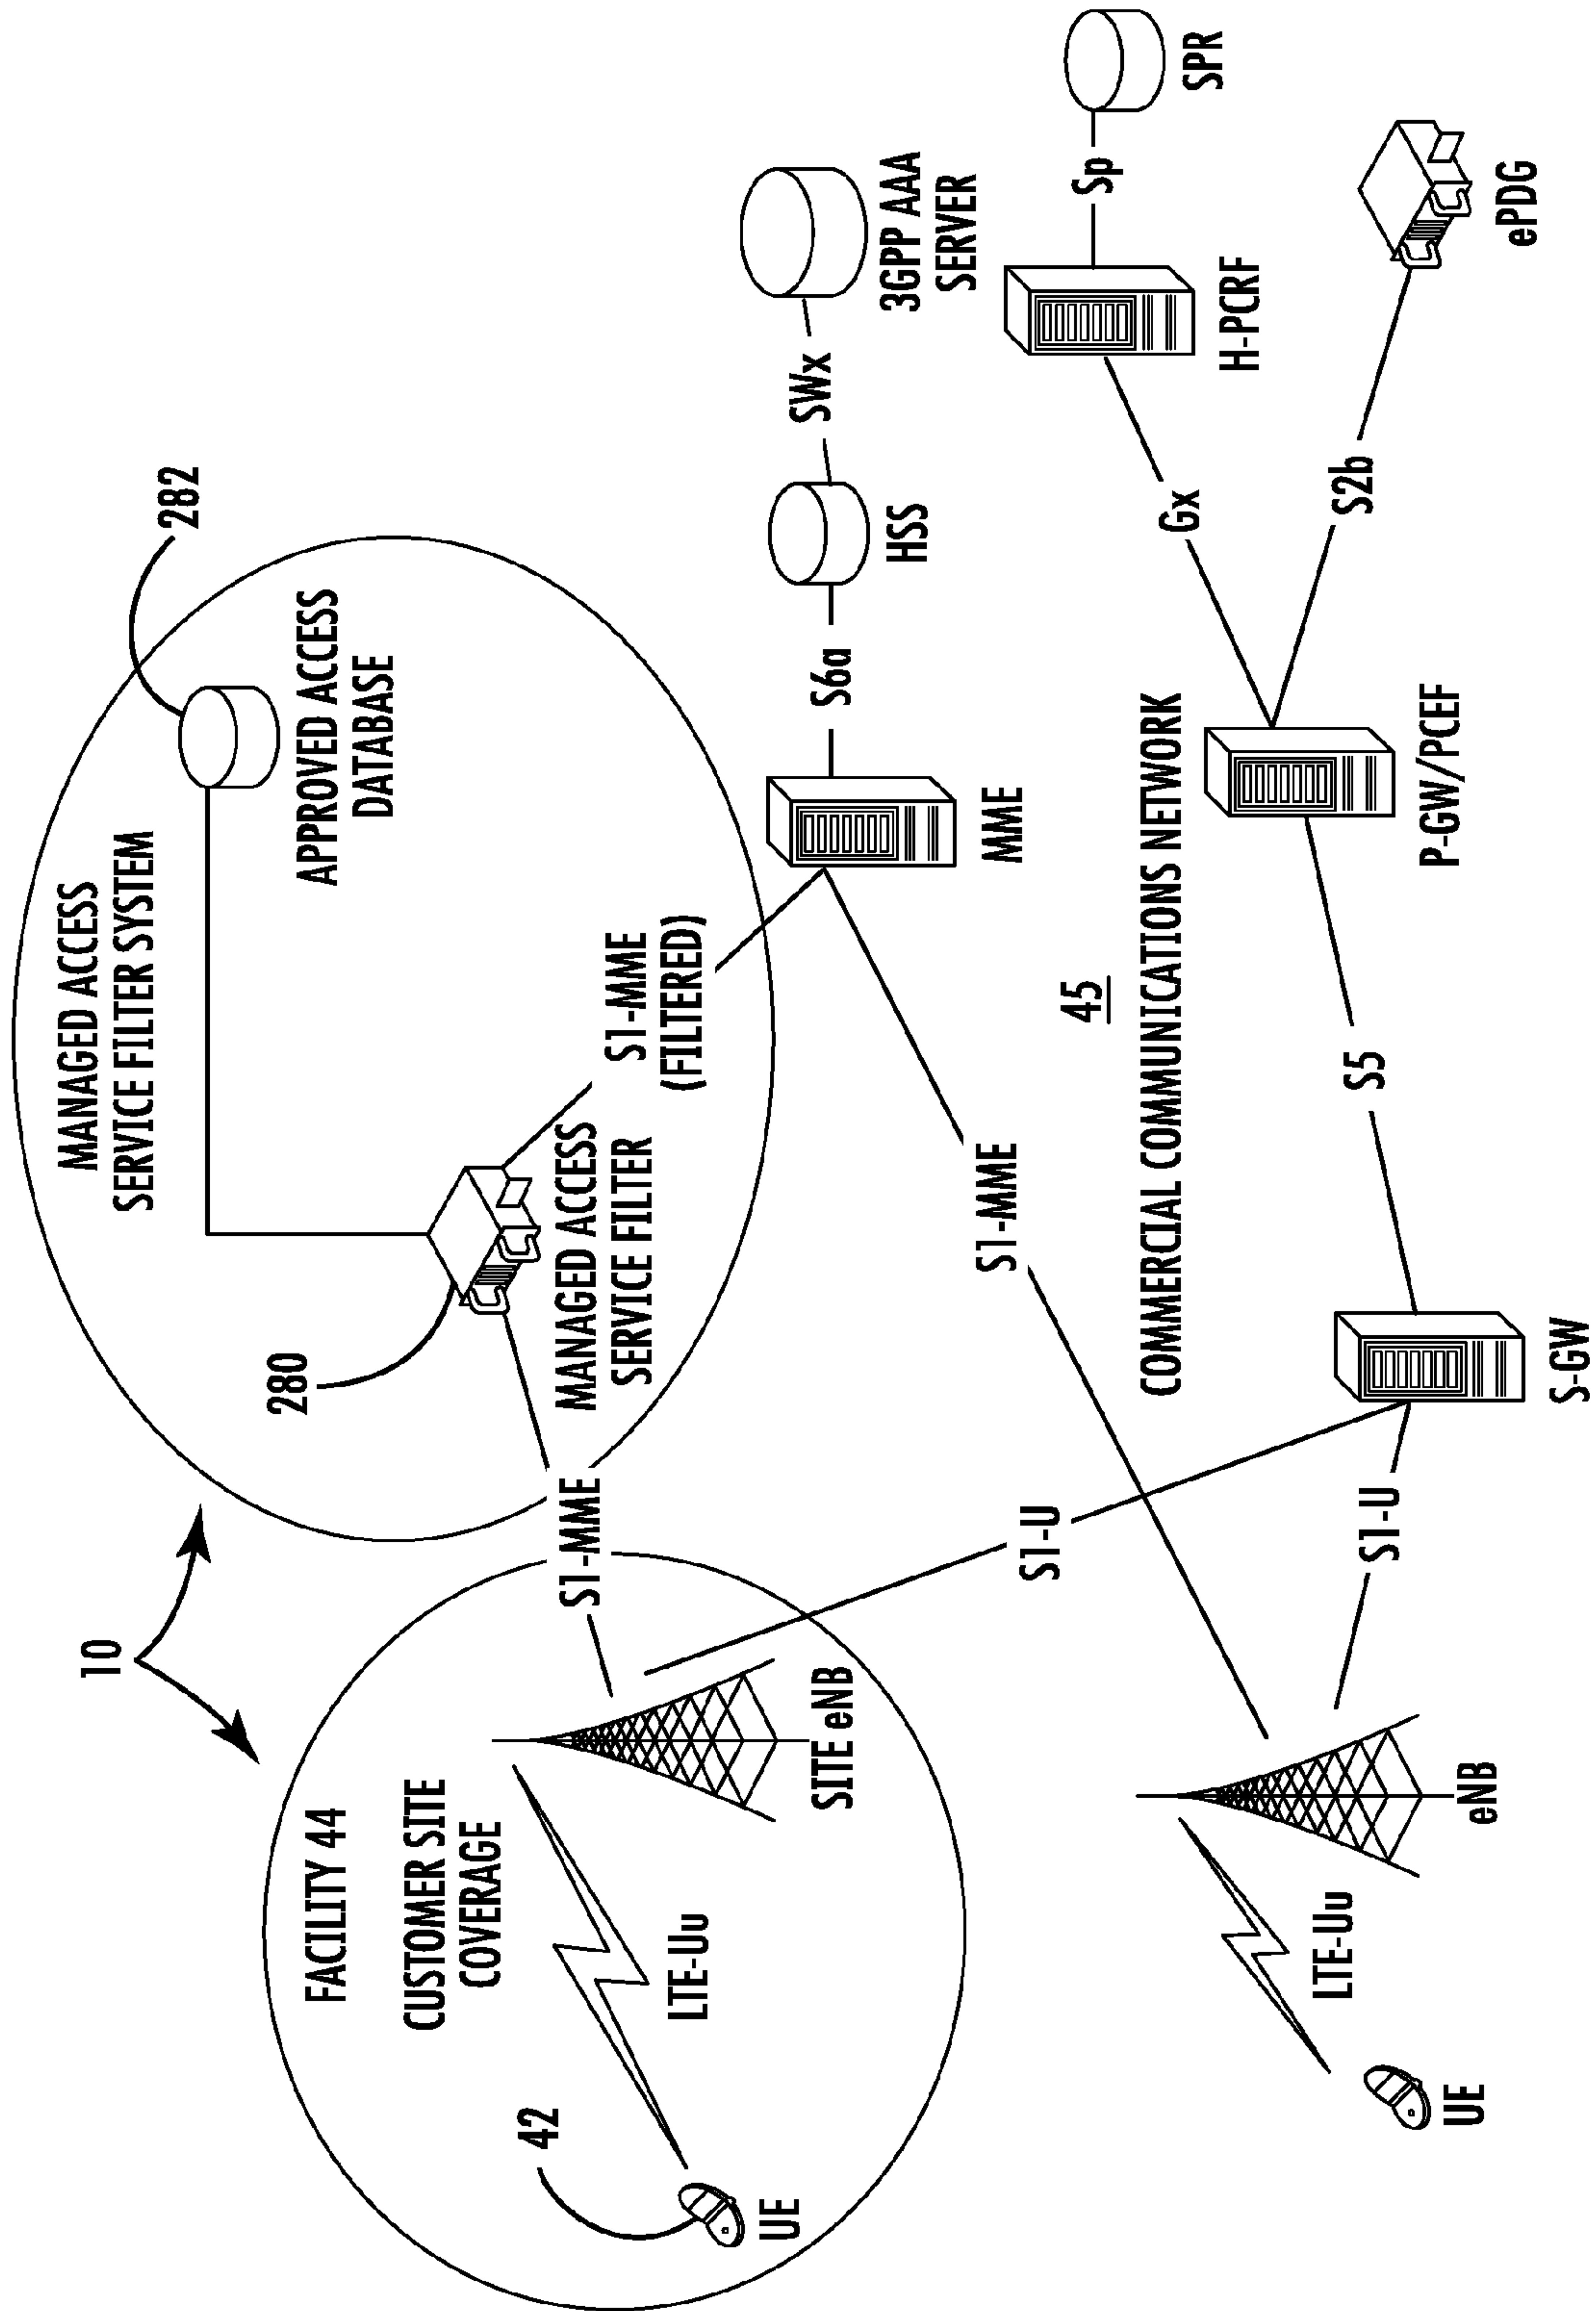 10
282
MANAGED ACCESS
SERVICE FILTER SYSTEM
280
APPROVED ACCESS
DATABASE
FACILITY 44
CUSTOMER SITE
COVERAGE
42
UE
LTE-Uu
SITE eNB
S1-MME
MANAGED ACCESS
SERVICE FILTER
S1-MME
(FILTERED)
MME
S6a
HSS
SWx
3GPP AAA
SERVER
S1-MME
S1-U
45
COMMERCIAL COMMUNICATIONS NETWORK
UE
LTE-Uu
eNB
S1-U
S-GW
S5
P-GW/PCEF
Gx
H-PCRF
Sp
SPR
S2b
ePDG